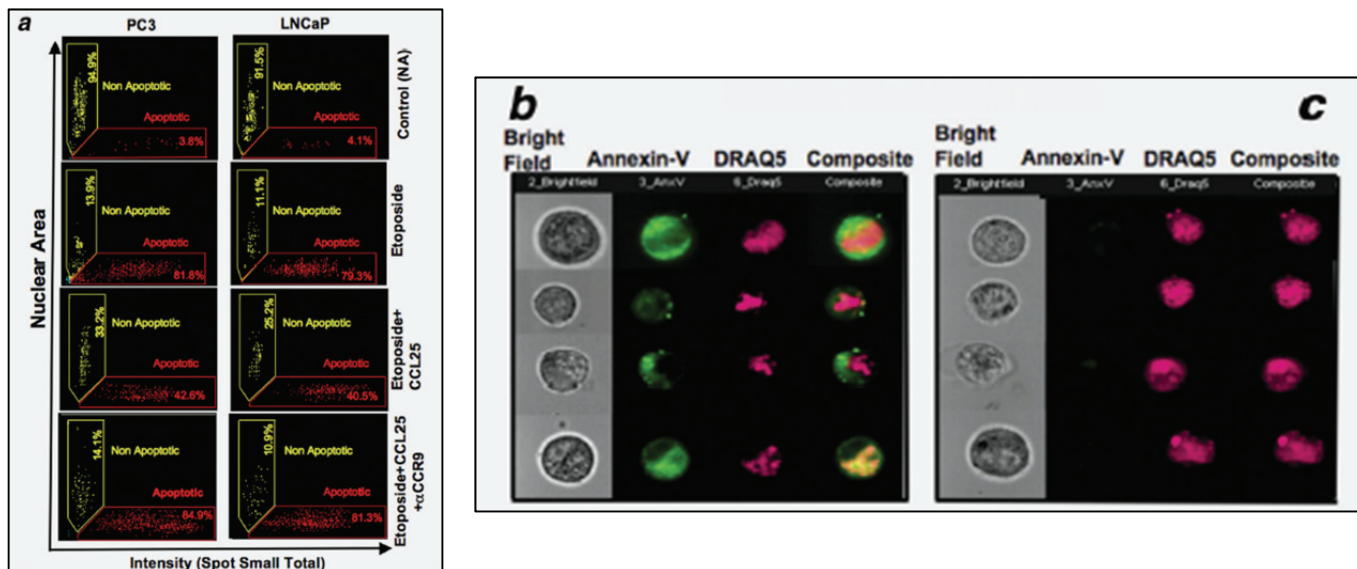 a
PC3 LNCaP
Nuclear Area
94.9%
Non Apoptotic
Apoptotic
3.8%
91.5%
Non Apoptotic
Apoptotic
4.1%
Control (NA)
13.9%
Non Apoptotic
Apoptotic
81.8%
11.1%
Non Apoptotic
Apoptotic
79.3%
Etoposide
33.2%
Non Apoptotic
Apoptotic
42.6%
25.2%
Non Apoptotic
Apoptotic
40.5%
Etoposide+
CCL25
14.1%
Non Apoptotic
Apoptotic
84.9%
10.9%
Non Apoptotic
Apoptotic
81.3%
Etoposide+CCL25
+αCCR9
Intensity (Spot Small Total)
b
Bright
Field Annexin-V DRAQ5 Composite
2_Brightfield 3_AnxV 6_Draq5 Composite
c
Bright
Field Annexin-V DRAQ5 Composite
2_Brightfield 3_AnxV 6_Draq5 Composite